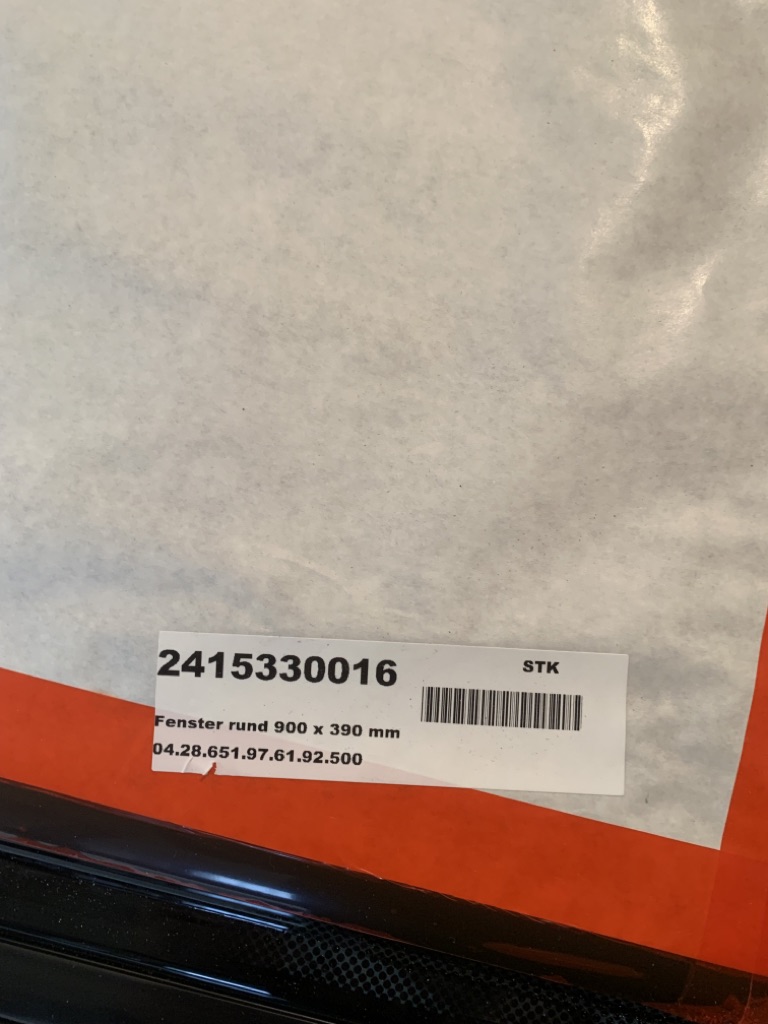 2415330016 STK
Fenster rund 900 x 390 mm
04.28.651.97.61.92.500